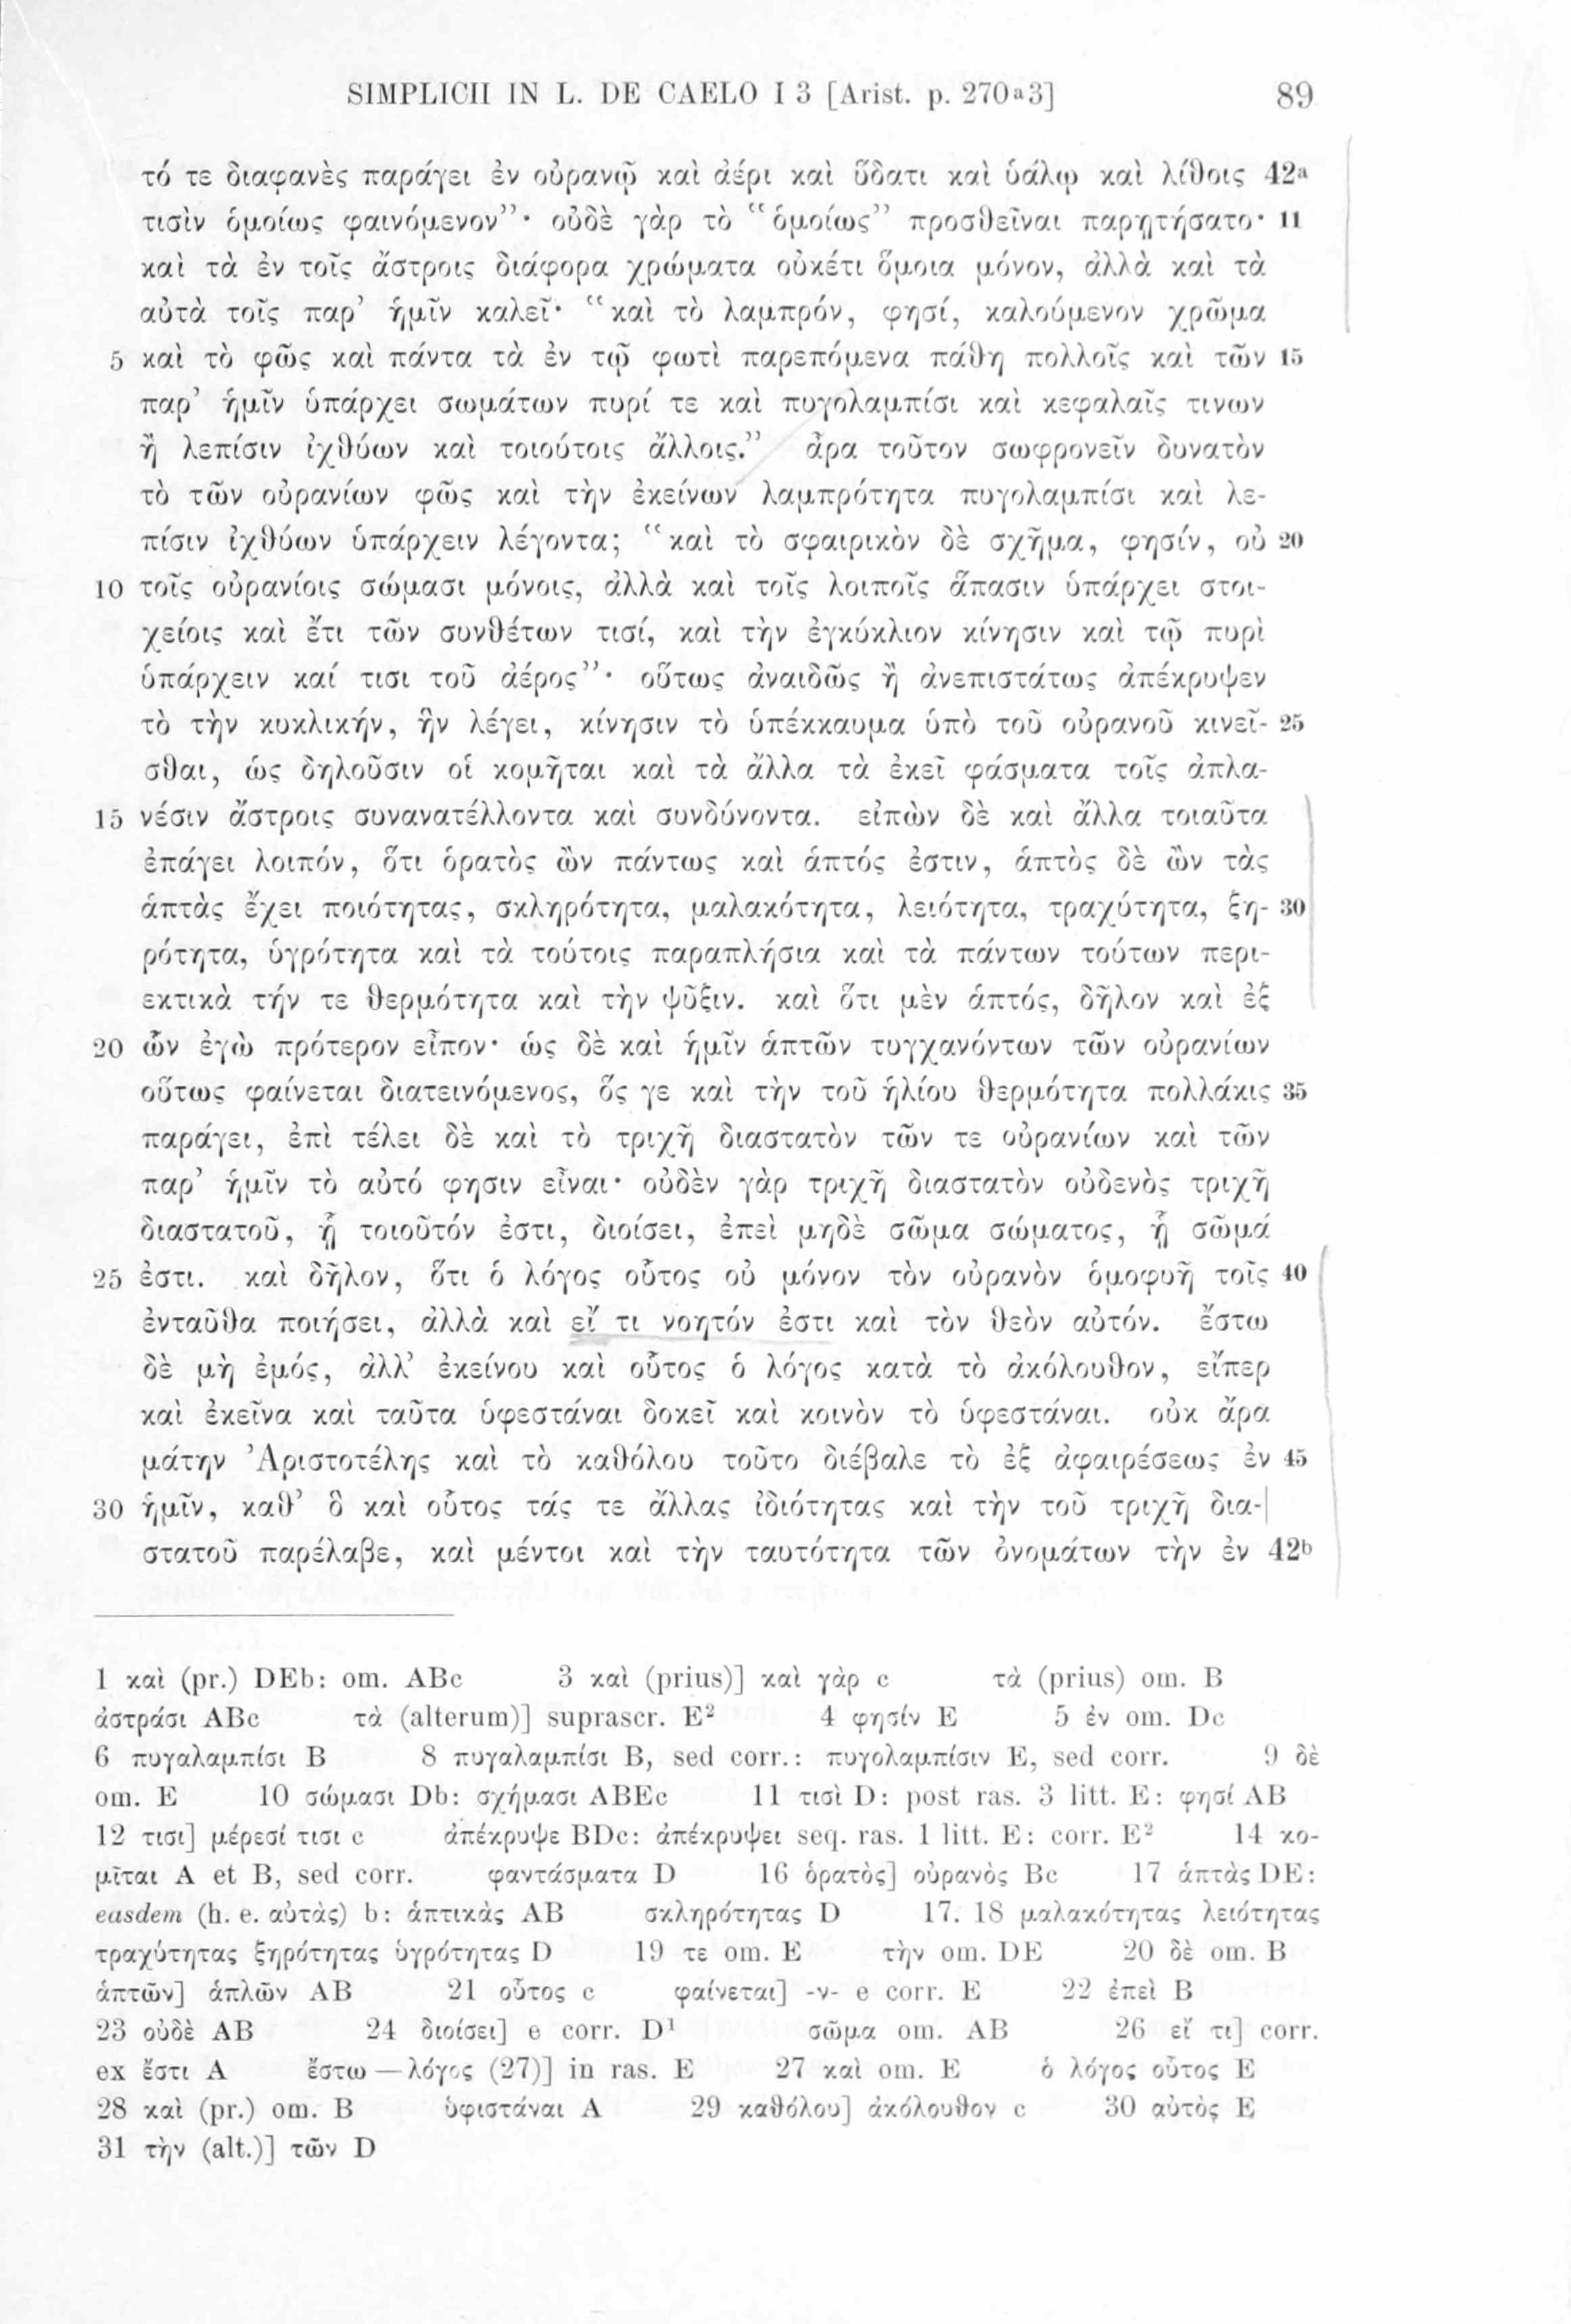 SIMPLICII IN L. DE CAELO I 3 [Arist. p. 270a3] 89
τό τε διαφανὲς παράγει ἐν οὐρανῷ καὶ ἀέρι καὶ ὕδατι καὶ ὑάλῳ καὶ λίθοις 42a
τισὶν ὁμοίως φαινόμενον”· οὐδὲ γὰρ τὸ “ὁμοίως” προσθεῖναι παρῃτήσατο· 11
καὶ τὰ ἐν τοῖς ἄστροις διάφορα χρώματα οὐκέτι ὅμοια μόνον, ἀλλὰ καὶ τὰ
αὐτὰ τοῖς παρ’ ἡμῖν καλεῖ· “καὶ τὸ λαμπρόν, φησί, καλούμενον χρῶμα
5 καὶ τὸ φῶς καὶ πάντα τὰ ἐν τῷ φωτὶ παρεπόμενα πάθη πολλοῖς καὶ τῶν 15
παρ’ ἡμῖν ὑπάρχει σωμάτων πυρί τε καὶ πυγολαμπίσι καὶ κεφαλαῖς τινων
ἢ λεπίσιν ἰχθύων καὶ τοιούτοις ἄλλοις.” ἆρα τοῦτον σωφρονεῖν δυνατὸν
τὸ τῶν οὐρανίων φῶς καὶ τὴν ἐκείνων λαμπρότητα πυγολαμπίσι καὶ λε-
πίσιν ἰχθύων ὑπάρχειν λέγοντα; “καὶ τὸ σφαιρικὸν δὲ σχῆμα, φησίν, οὐ 20
10 τοῖς οὐρανίοις σώμασι μόνοις, ἀλλὰ καὶ τοῖς λοιποῖς ἅπασιν ὑπάρχει στοι-
χείοις καὶ ἔτι τῶν συνθέτων τισί, καὶ τὴν ἐγκύκλιον κίνησιν καὶ τῷ πυρὶ
ὑπάρχειν καί τισι τοῦ ἀέρος”· οὕτως ἀναιδῶς ἢ ἀνεπιστάτως ἀπέκρυψεν
τὸ τὴν κυκλικήν, ἣν λέγει, κίνησιν τὸ ὑπέκκαυμα ὑπὸ τοῦ οὐρανοῦ κινεῖ- 25
σθαι, ὡς δηλοῦσιν οἱ κομῆται καὶ τὰ ἄλλα τὰ ἐκεῖ φάσματα τοῖς ἀπλα-
15 νέσιν ἄστροις συνανατέλλοντα καὶ συνδύνοντα. εἰπὼν δὲ καὶ ἄλλα τοιαῦτα
ἐπάγει λοιπόν, ὅτι ὁρατὸς ὢν πάντως καὶ ἁπτός ἐστιν, ἁπτὸς δὲ ὢν τὰς
ἁπτὰς ἔχει ποιότητας, σκληρότητα, μαλακότητα, λειότητα, τραχύτητα, ξη- 30
ρότητα, ὑγρότητα καὶ τὰ τούτοις παραπλήσια καὶ τὰ πάντων τούτων περι-
εκτικὰ τήν τε θερμότητα καὶ τὴν ψῦξιν. καὶ ὅτι μὲν ἁπτός, δῆλον καὶ ἐξ
20 ὧν ἐγὼ πρότερον εἶπον· ὡς δὲ καὶ ἡμῖν ἁπτῶν τυγχανόντων τῶν οὐρανίων
οὕτως φαίνεται διατεινόμενος, ὅς γε καὶ τὴν τοῦ ἡλίου θερμότητα πολλάκις 35
παράγει, ἐπὶ τέλει δὲ καὶ τὸ τριχῇ διαστατὸν τῶν τε οὐρανίων καὶ τῶν
παρ’ ἡμῖν τὸ αὐτό φησιν εἶναι· οὐδὲν γὰρ τριχῇ διαστατὸν οὐδενὸς τριχῇ
διαστατοῦ, ᾗ τοιοῦτόν ἐστι, διοίσει, ἐπεὶ μηδὲ σῶμα σώματος, ᾗ σῶμά
25 ἐστι. καὶ δῆλον, ὅτι ὁ λόγος οὗτος οὐ μόνον τὸν οὐρανὸν ὁμοφυῆ τοῖς 40
ἐνταῦθα ποιήσει, ἀλλὰ καὶ εἴ τι νοητόν ἐστι καὶ τὸν θεὸν αὐτόν. ἔστω
δὲ μὴ ἐμός, ἀλλ’ ἐκείνου καὶ οὗτος ὁ λόγος κατὰ τὸ ἀκόλουθον, εἴπερ
καὶ ἐκεῖνα καὶ ταῦτα ὑφεστάναι δοκεῖ καὶ κοινὸν τὸ ὑφεστάναι. οὐκ ἄρα
μάτην Ἀριστοτέλης καὶ τὸ καθόλου τοῦτο διέβαλε τὸ ἐξ ἀφαιρέσεως ἐν 45
30 ἡμῖν, καθ’ ὃ καὶ οὗτος τάς τε ἄλλας ἰδιότητας καὶ τὴν τοῦ τριχῇ δια-|
στατοῦ παρέλαβε, καὶ μέντοι καὶ τὴν ταυτότητα τῶν ὀνομάτων τὴν ἐν 42b
1 καὶ (pr.) DEb: om. ABc 3 καὶ (prius)] καὶ γὰρ c τὰ (prius) om. B
ἀστράσι ABc τὰ (alterum)] suprascr. E² 4 φησίν E 5 ἐν om. Dc
6 πυγαλαμπίσι B 8 πυγαλαμπίσι B, sed corr.: πυγολαμπίσιν E, sed corr. 9 δὲ
om. E 10 σώμασι Db: σχήμασι ABEc 11 τισὶ D: post ras. 3 litt. E: φησί AB
12 τισι] μέρεσί τισι c ἀπέκρυψε BDc: ἀπέκρυψει seq. ras. 1 litt. E: corr. E² 14 κο-
μῖται A et B, sed corr. φαντάσματα D 16 ὁρατὸς] οὐρανὸς Bc 17 ἁπτὰς DE:
easdem (h. e. αὐτὰς) b: ἁπτικὰς AB σκληρότητας D 17. 18 μαλακότητας λειότητας
τραχύτητας ξηρότητας ὑγρότητας D 19 τε om. E τὴν om. DE 20 δὲ om. B
ἁπτῶν] ἁπλῶν AB 21 οὗτος c φαίνεται] -ν- e corr. E 22 ἐπεὶ B
23 οὐδὲ AB 24 διοίσει] e corr. D¹ σῶμα om. AB 26 εἴ τι] corr.
ex ἔστι A ἔστω — λόγος (27)] in ras. E 27 καὶ om. E ὁ λόγος οὗτος E
28 καὶ (pr.) om. B ὑφιστάναι A 29 καθόλου] ἀκόλουθον c 30 αὐτὸς E
31 τὴν (alt.)] τῶν D